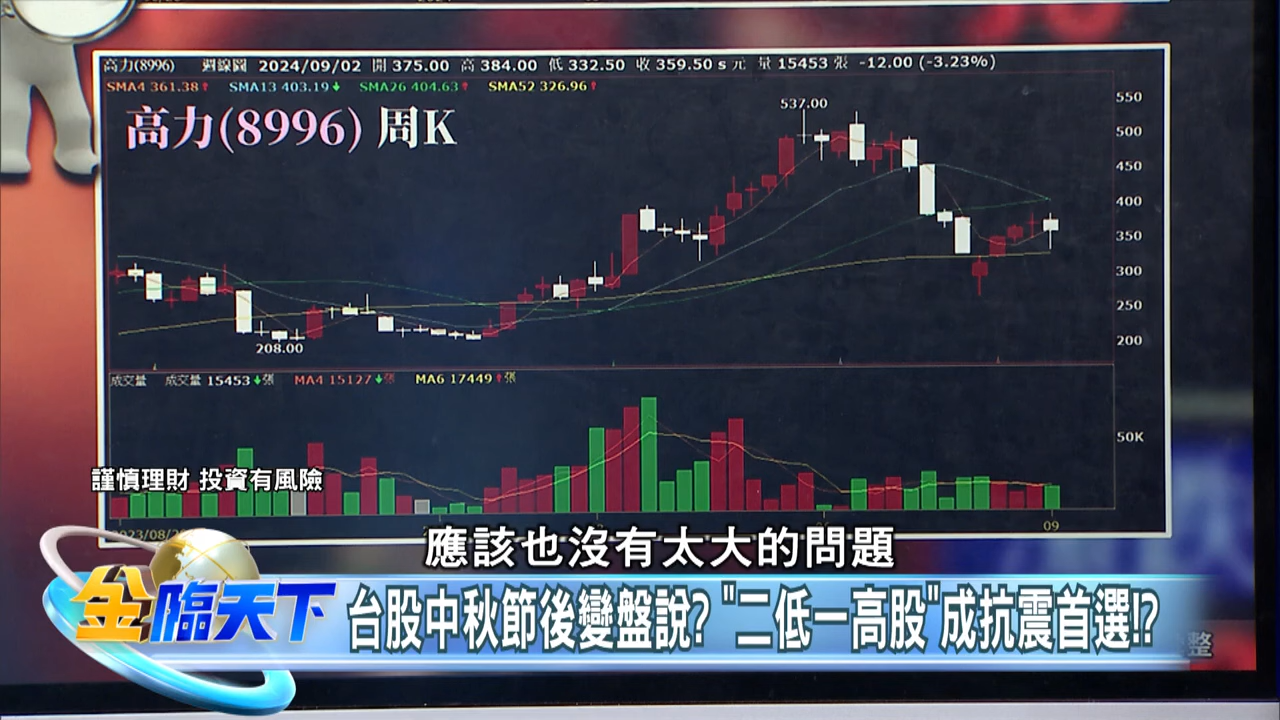 高力(8996) 週線圖 2024/09/02 開 375.00 高 384.00 低 332.50 收 359.50 s 元 量 15453 張 -12.00 (-3.23%)
SMA4 361.38↑ SMA13 403.19↓ SMA26 404.63↑ SMA52 326.96↑
高力(8996) 周K
537.00
550
500
450
400
350
300
250
200
208.00
成交量 成交量 15453↓張 MA4 15127↓張 MA6 17449↑張
50K
謹慎理財 投資有風險
09
應該也沒有太大的問題
金臨天下
台股中秋節後變盤說? "二低一高股"成抗震首選!?
整